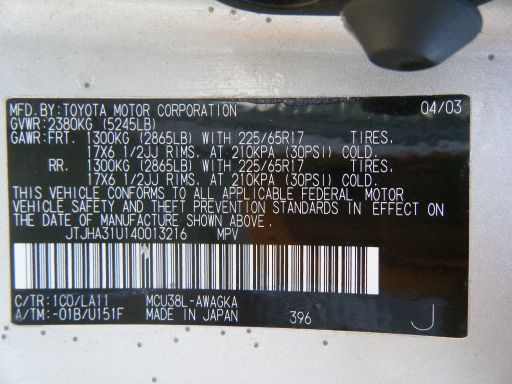 MFD.BY:TOYOTA MOTOR CORPORATION 04/03
GVWR:2380KG (5245LB)
GAWR:FRT. 1300KG (2865LB) WITH 225/65R17 TIRES.
17X6 1/2JJ RIMS, AT 210KPA (30PSI) COLD.
RR. 1300KG (2865LB) WITH 225/65R17 TIRES.
17X6 1/2JJ RIMS, AT 210KPA (30PSI) COLD.
THIS VEHICLE CONFORMS TO ALL APPLICABLE FEDERAL MOTOR
VEHICLE SAFETY AND THEFT PREVENTION STANDARDS IN EFFECT ON
THE DATE OF MANUFACTURE SHOWN ABOVE.
JTJHA31U140013216 MPV
C/TR:1C0/LA11 MCU38L-AWAGKA
A/TM:-01B/U151F MADE IN JAPAN 396 J